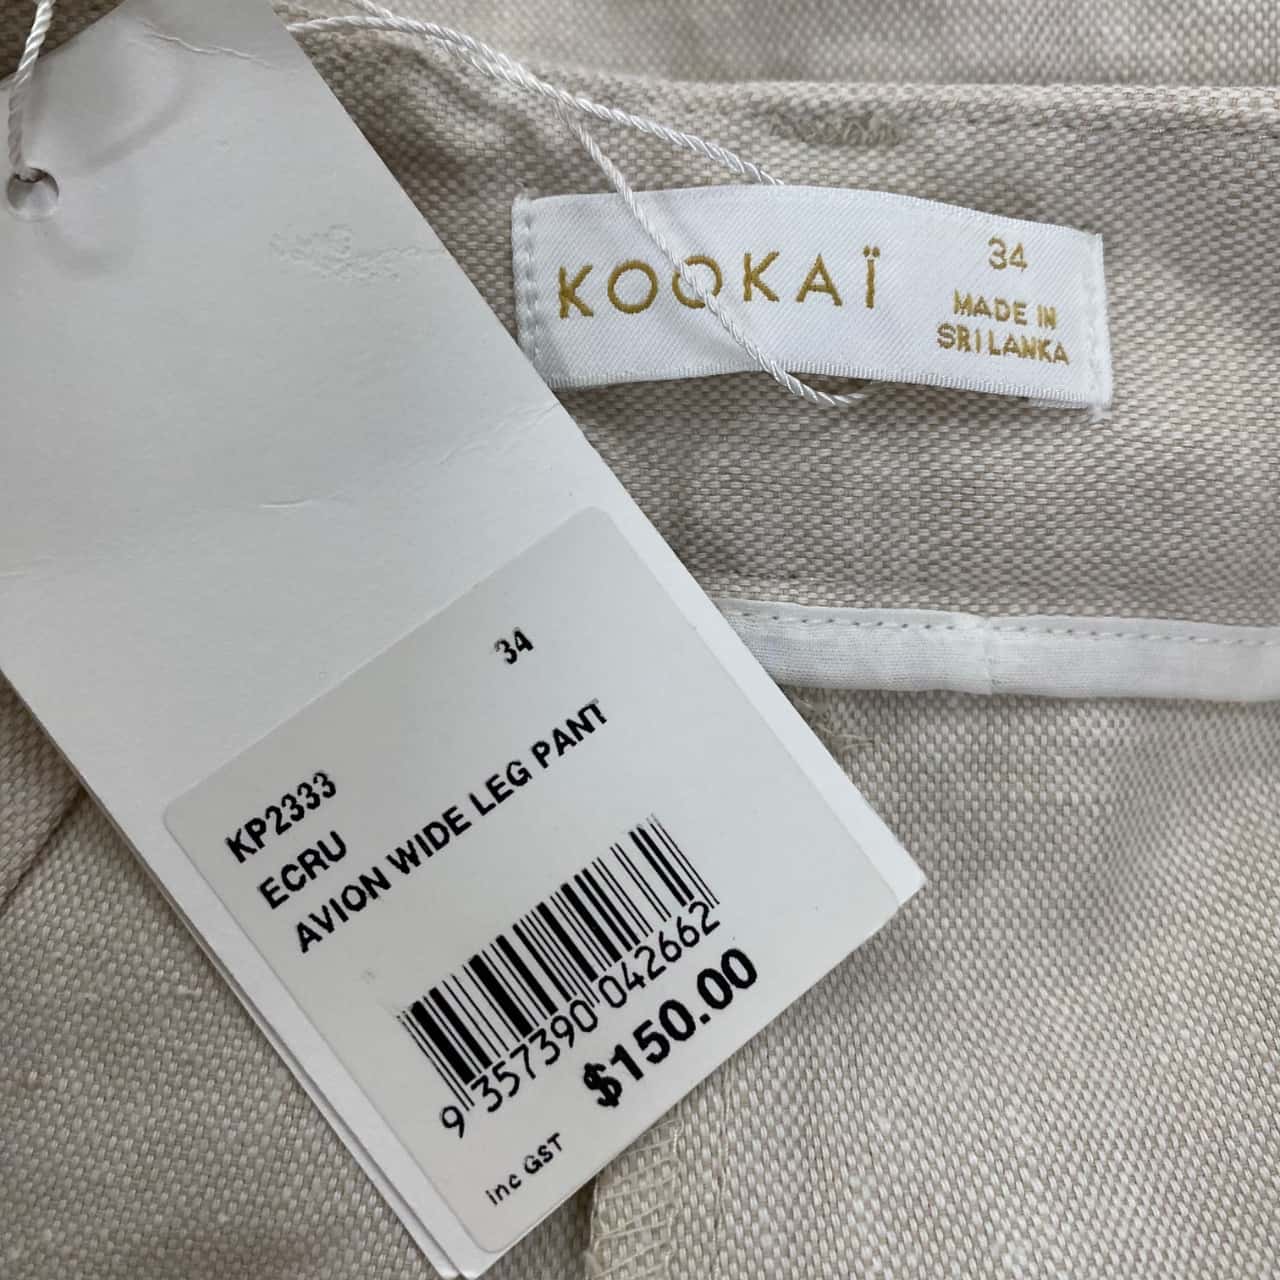 KOOKAÏ
34
MADE IN
SRI LANKA
34
KP2333
ECRU
AVION WIDE LEG PANT
9 357390 042662
$150.00
inc GST